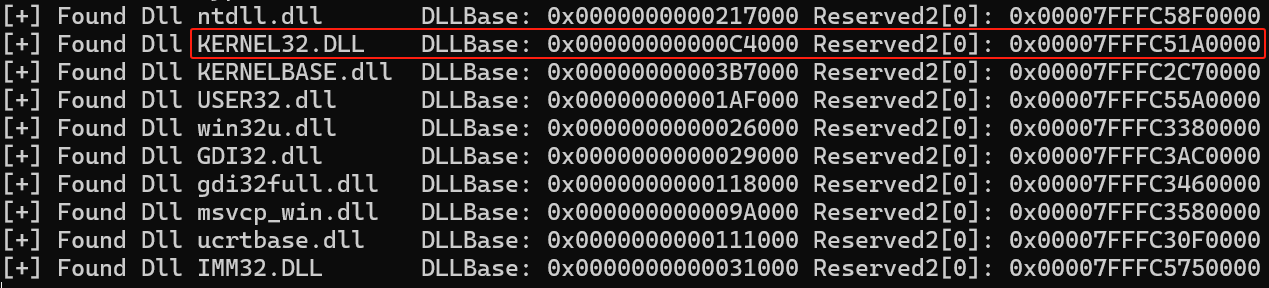 [+] Found Dll ntdll.dll DLLBase: 0x0000000000217000 Reserved2[0]: 0x00007FFFC58F0000
[+] Found Dll KERNEL32.DLL DLLBase: 0x00000000000C4000 Reserved2[0]: 0x00007FFFC51A0000
[+] Found Dll KERNELBASE.dll DLLBase: 0x00000000003B7000 Reserved2[0]: 0x00007FFFC2C70000
[+] Found Dll USER32.dll DLLBase: 0x00000000001AF000 Reserved2[0]: 0x00007FFFC55A0000
[+] Found Dll win32u.dll DLLBase: 0x0000000000026000 Reserved2[0]: 0x00007FFFC3380000
[+] Found Dll GDI32.dll DLLBase: 0x0000000000029000 Reserved2[0]: 0x00007FFFC3AC0000
[+] Found Dll gdi32full.dll DLLBase: 0x0000000000118000 Reserved2[0]: 0x00007FFFC3460000
[+] Found Dll msvcp_win.dll DLLBase: 0x000000000009A000 Reserved2[0]: 0x00007FFFC3580000
[+] Found Dll ucrtbase.dll DLLBase: 0x0000000000111000 Reserved2[0]: 0x00007FFFC30F0000
[+] Found Dll IMM32.DLL DLLBase: 0x0000000000031000 Reserved2[0]: 0x00007FFFC5750000